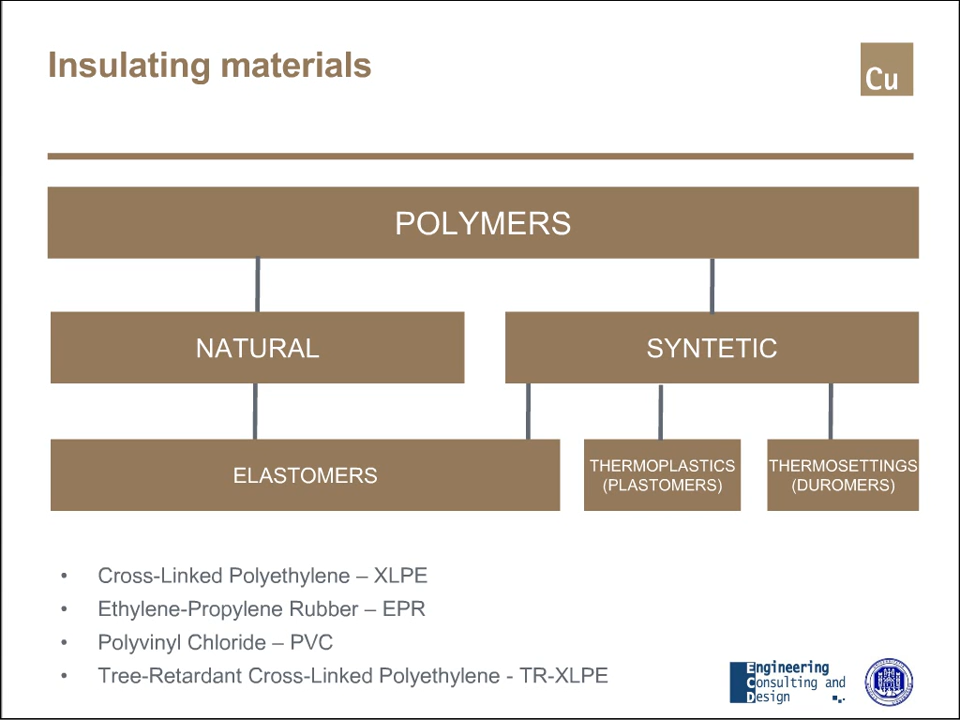 Insulating materials
Cu
POLYMERS
NATURAL
SYNTETIC
ELASTOMERS
THERMOPLASTICS
(PLASTOMERS)
THERMOSETTINGS
(DUROMERS)
• Cross-Linked Polyethylene – XLPE
• Ethylene-Propylene Rubber – EPR
• Polyvinyl Chloride – PVC
• Tree-Retardant Cross-Linked Polyethylene - TR-XLPE
Engineering
Consulting and
Design